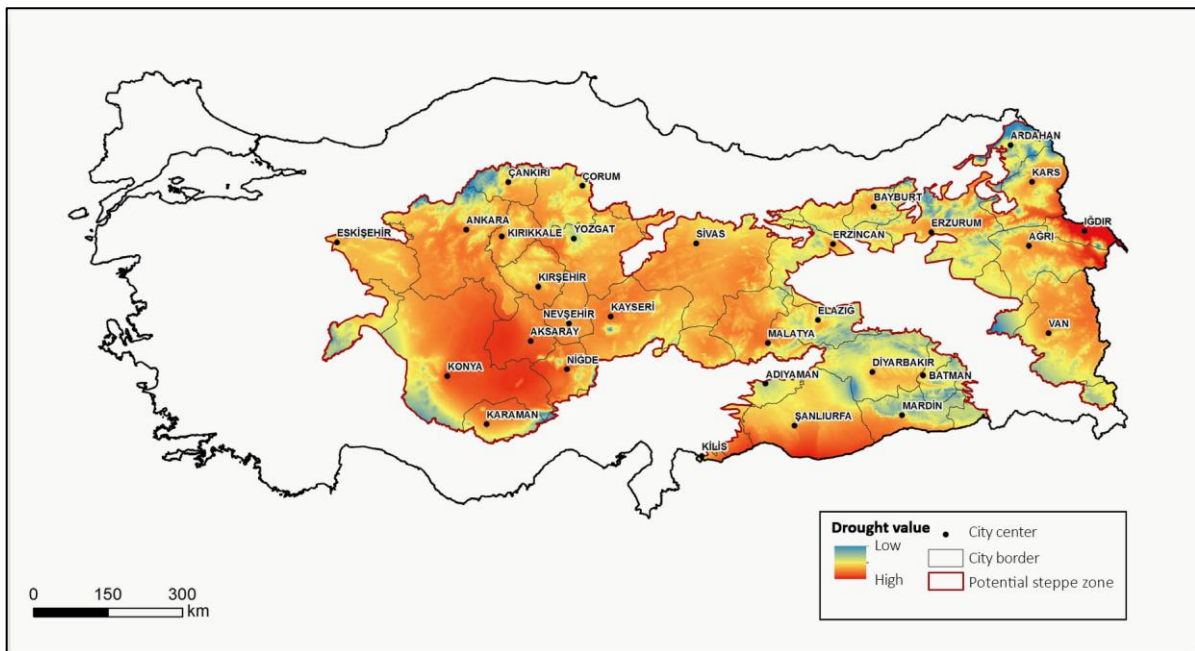 ARDAHAN
KARS
ÇANKIRI
ÇORUM
BAYBURT
ANKARA
ESKİŞEHİR
KIRIKKALE
YOZGAT
SİVAS
ERZİNCAN
ERZURUM
IĞDIR
AĞRI
KIRŞEHİR
KAYSERİ
NEVŞEHİR
ELAZIĞ
VAN
AKSARAY
MALATYA
NİĞDE
KONYA
ADIYAMAN
DİYARBAKIR
BATMAN
KARAMAN
ŞANLIURFA
MARDİN
KİLİS
Drought value
Low
High
City center
City border
Potential steppe zone
0 150 300
km